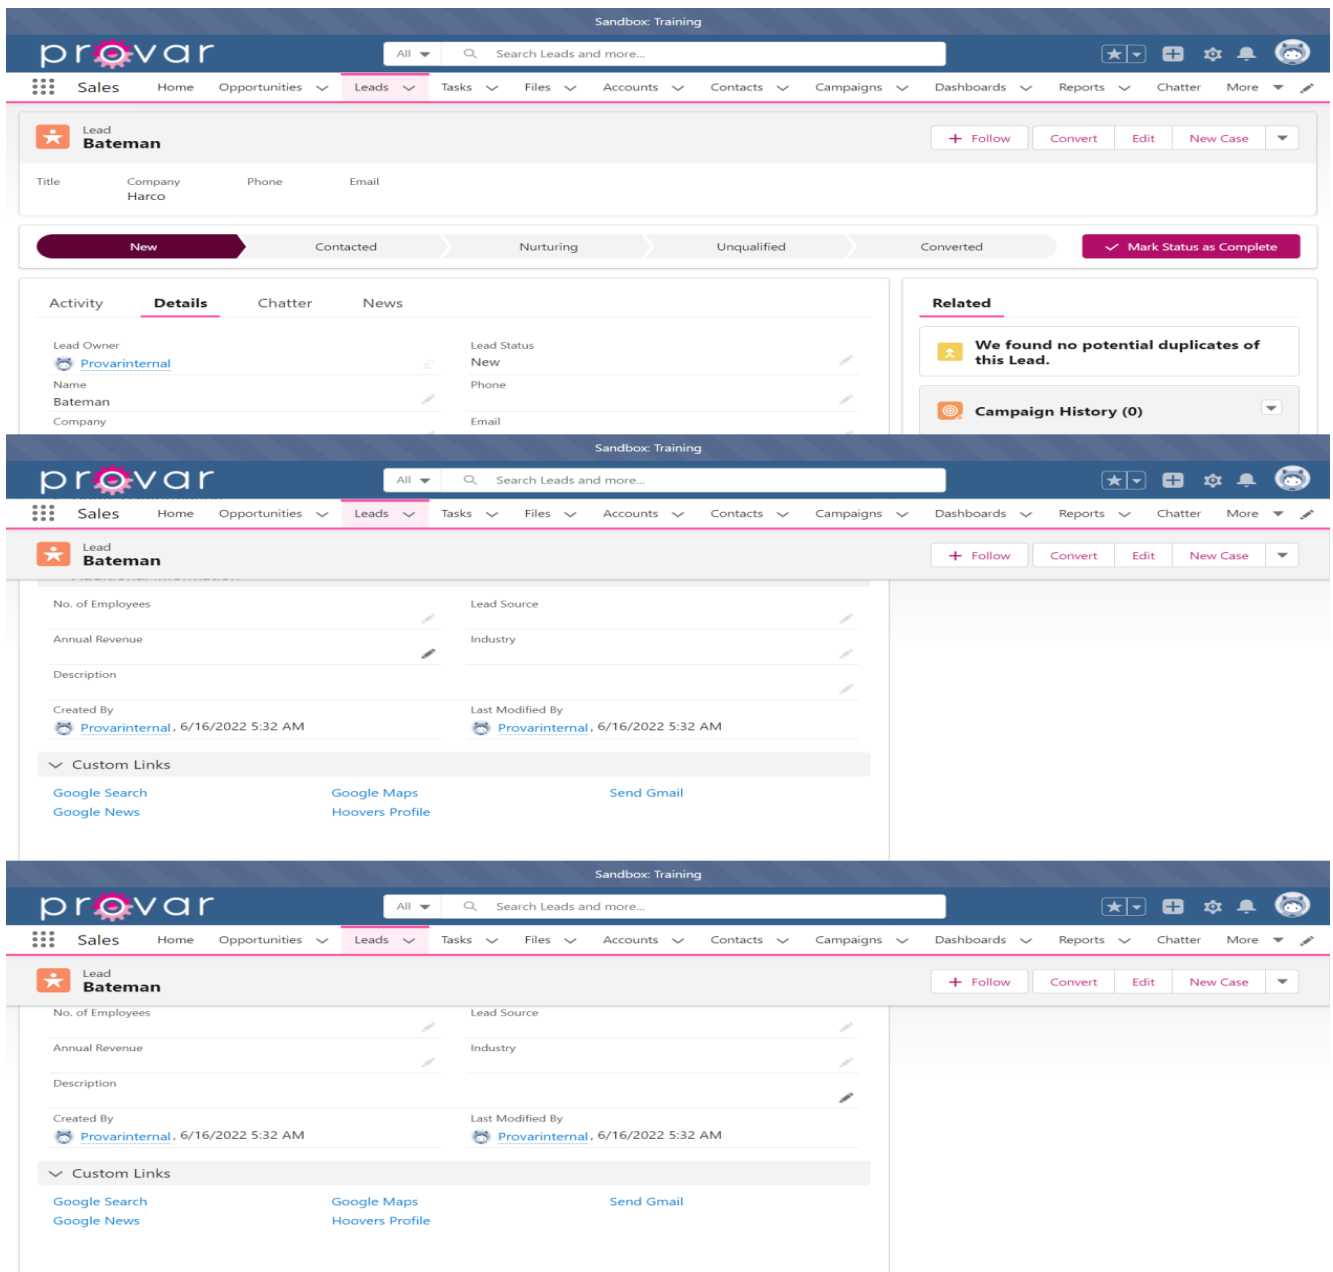 Sandbox: Training
provar
All
Search Leads and more...
Sales Home Opportunities Leads Tasks Files Accounts Contacts Campaigns Dashboards Reports Chatter More
Lead
Bateman
+ Follow Convert Edit New Case
Title Company Phone Email
Harco
New Contacted Nurturing Unqualified Converted Mark Status as Complete
Activity Details Chatter News
Related
Lead Owner Lead Status
Provarinternal New
We found no potential duplicates of
this Lead.
Name Phone
Bateman
Campaign History (0)
Company Email
Sandbox: Training
provar
All
Search Leads and more...
Sales Home Opportunities Leads Tasks Files Accounts Contacts Campaigns Dashboards Reports Chatter More
Lead
Bateman
+ Follow Convert Edit New Case
Additional Information
No. of Employees Lead Source
Annual Revenue Industry
Description
Created By Last Modified By
Provarinternal, 6/16/2022 5:32 AM Provarinternal, 6/16/2022 5:32 AM
Custom Links
Google Search Google Maps Send Gmail
Google News Hoovers Profile
Sandbox: Training
provar
All
Search Leads and more...
Sales Home Opportunities Leads Tasks Files Accounts Contacts Campaigns Dashboards Reports Chatter More
Lead
Bateman
+ Follow Convert Edit New Case
No. of Employees Lead Source
Annual Revenue Industry
Description
Created By Last Modified By
Provarinternal, 6/16/2022 5:32 AM Provarinternal, 6/16/2022 5:32 AM
Custom Links
Google Search Google Maps Send Gmail
Google News Hoovers Profile